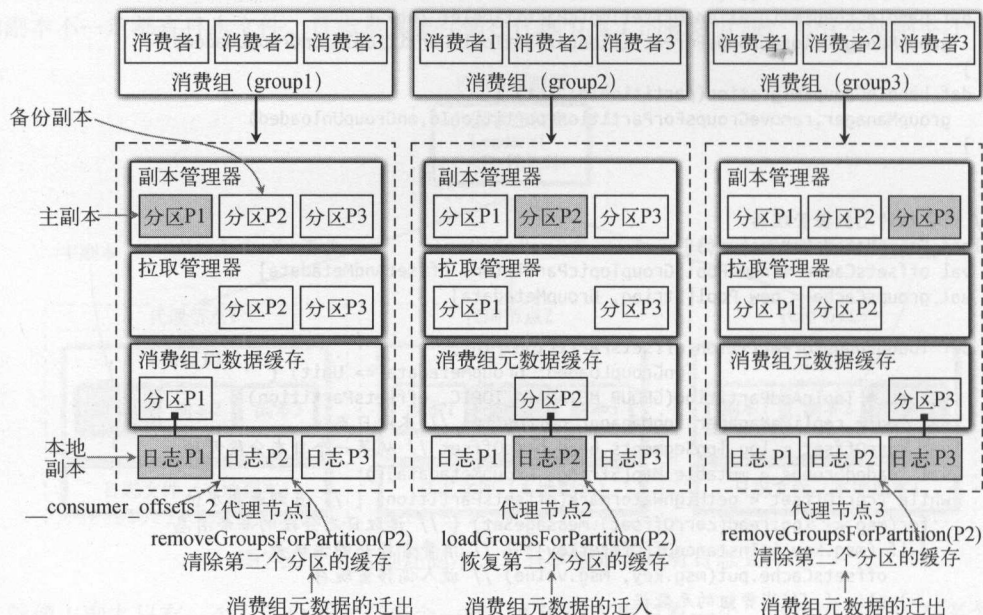 消费者1 消费者2 消费者3 消费者1 消费者2 消费者3 消费者1 消费者2 消费者3
消费组（group1） 消费组（group2） 消费组（group3）
备份副本
副本管理器 副本管理器 副本管理器
主副本 分区P1 分区P2 分区P3 分区P1 分区P2 分区P3 分区P1 分区P2 分区P3
拉取管理器 拉取管理器 拉取管理器
分区P2 分区P3 分区P1 分区P3 分区P1 分区P2
消费组元数据缓存 消费组元数据缓存 消费组元数据缓存
分区P1 分区P2 分区P3
本地副本 日志P1 日志P2 日志P3 日志P1 日志P2 日志P3 日志P1 日志P2 日志P3
__consumer_offsets_2 代理节点1 代理节点2 代理节点3
removeGroupsForPartition(P2) loadGroupsForPartition(P2) removeGroupsForPartition(P2)
清除第二个分区的缓存 恢复第二个分区的缓存 清除第二个分区的缓存
消费组元数据的迁出 消费组元数据的迁入 消费组元数据的迁出